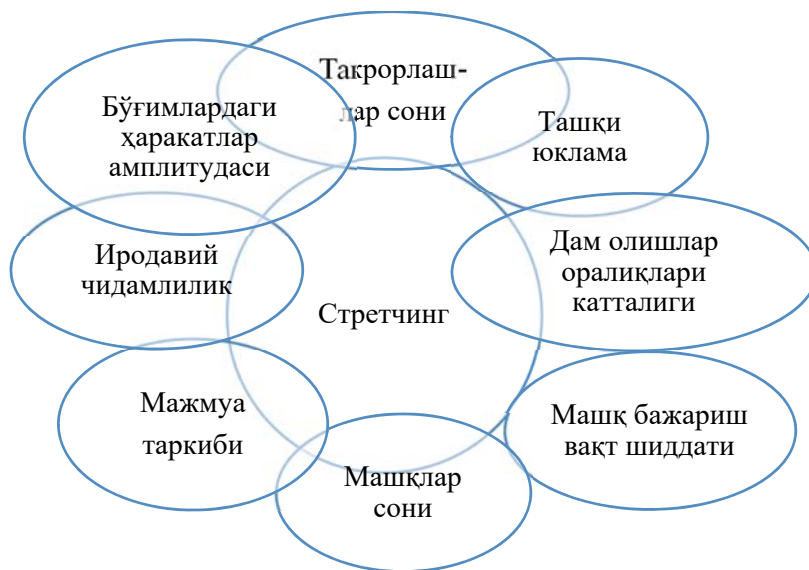 Такрорлаш-
лар сони
Бўғимлардаги
ҳаракатлар
амплитудаси
Ташқи
юклама
Иродавий
чидамлилик
Дам олишлар
оралиқлари
катталиги
Стретчинг
Мажмуа
таркиби
Машқ бажариш
вақт шиддати
Машқлар
сони